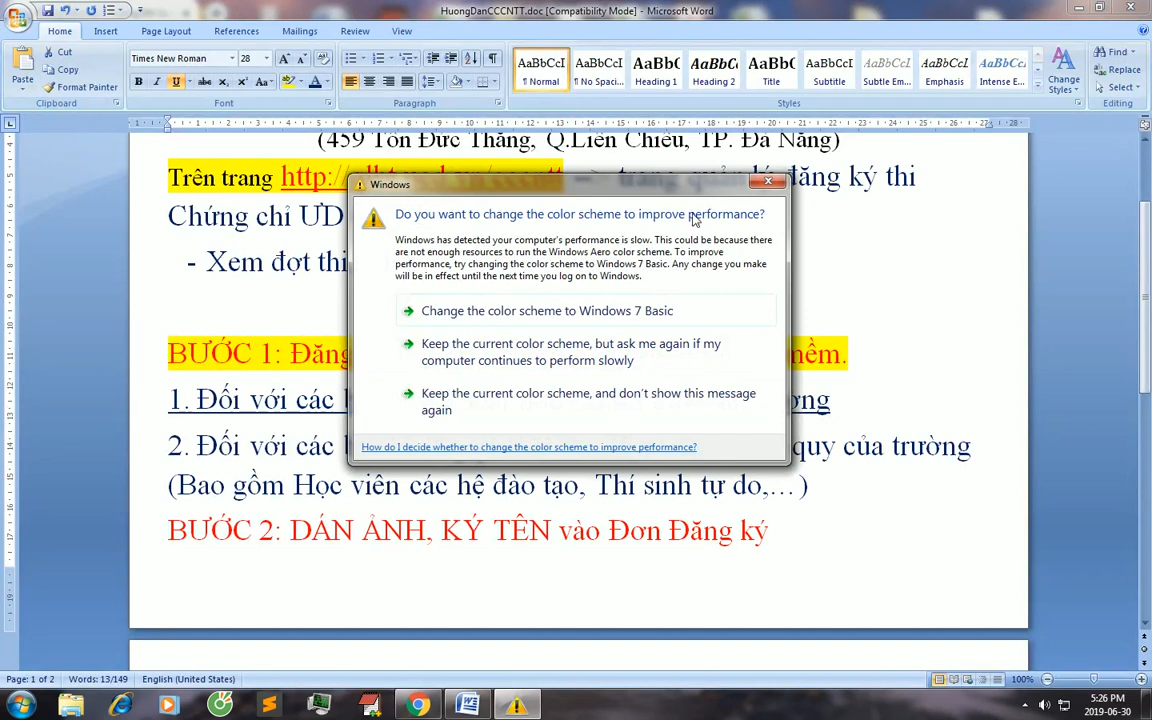 HuongDanCCCNTT.doc [Compatibility Mode] - Microsoft Word
Home Insert Page Layout References Mailings Review View
Paste Cut Copy Format Painter
Times New Roman 28
AaBbCcI AaBbCcI AaBbC AaBbCcI AaBbC AaBbCcI AaBbCcI AaBbCcI AaBbCcI
¶ Normal ¶ No Spaci... Heading 1 Heading 2 Title Subtitle Subtle Em... Emphasis Intense E...
Change Styles
Find Replace Select
Clipboard Font Paragraph Styles Editing
(459 Tôn Đức Thắng, Q.Liên Chiểu, TP. Đà Nẵng)
Trên trang http:/ đăng ký thi
Chứng chỉ ƯD
- Xem đợt thi
BƯỚC 1: Đăng mềm.
1. Đối với các
2. Đối với các quy của trường
(Bao gồm Học viên các hệ đào tạo, Thí sinh tự do,…)
BƯỚC 2: DÁN ẢNH, KÝ TÊN vào Đơn Đăng ký
Windows
Do you want to change the color scheme to improve performance?
Windows has detected your computer's performance is slow. This could be because there
are not enough resources to run the Windows Aero color scheme. To improve
performance, try changing the color scheme to Windows 7 Basic. Any change you make
will be in effect until the next time you log on to Windows.
Change the color scheme to Windows 7 Basic
Keep the current color scheme, but ask me again if my
computer continues to perform slowly
Keep the current color scheme, and don't show this message
again
How do I decide whether to change the color scheme to improve performance?
Page: 1 of 2 Words: 13/149 English (United States) 100%
5:26 PM
2019-06-30